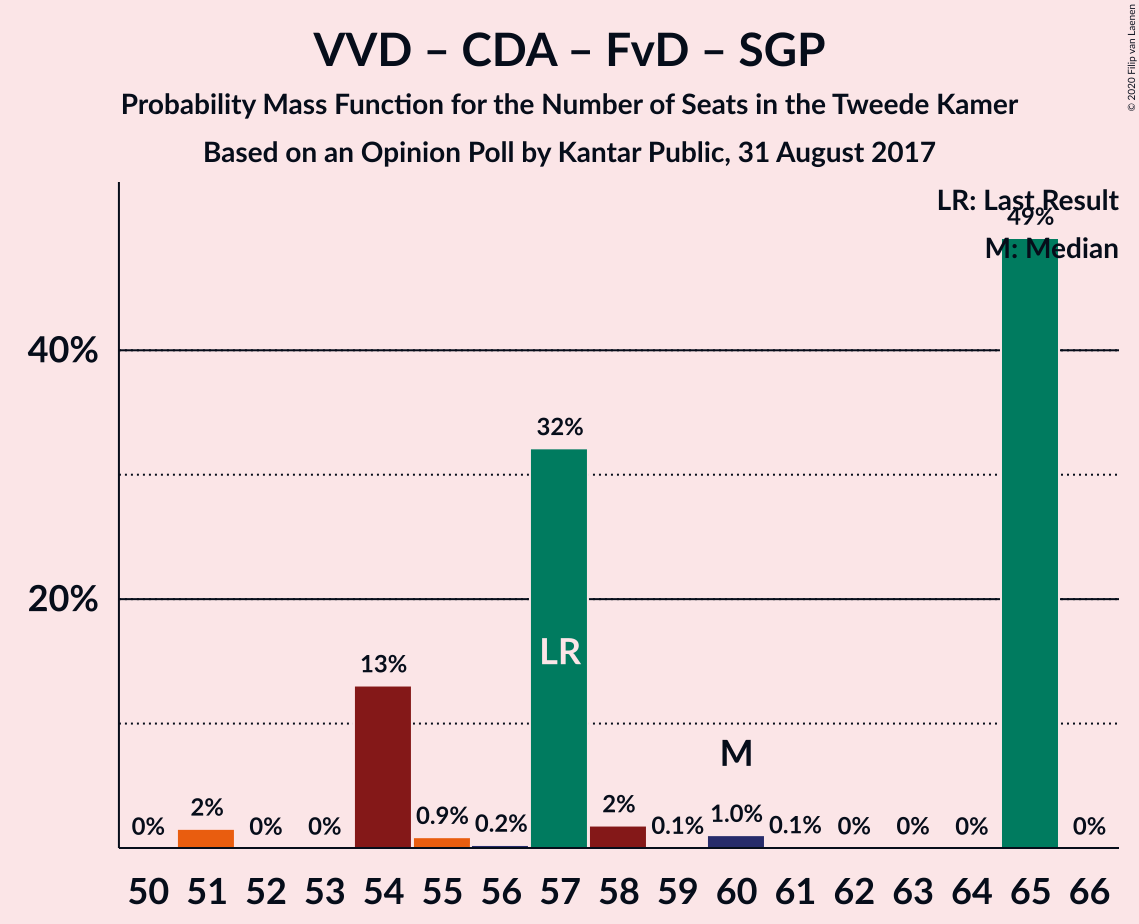 VVD – CDA – FvD – SGP
Probability Mass Function for the Number of Seats in the Tweede Kamer
Based on an Opinion Poll by Kantar Public, 31 August 2017
© 2020 Filip van Laenen
LR: Last Result
M: Median
40%
20%
0%
2%
0%
0%
13%
0.9%
0.2%
32%
2%
0.1%
1.0%
0.1%
0%
0%
0%
49%
0%
LR
M
50 51 52 53 54 55 56 57 58 59 60 61 62 63 64 65 66